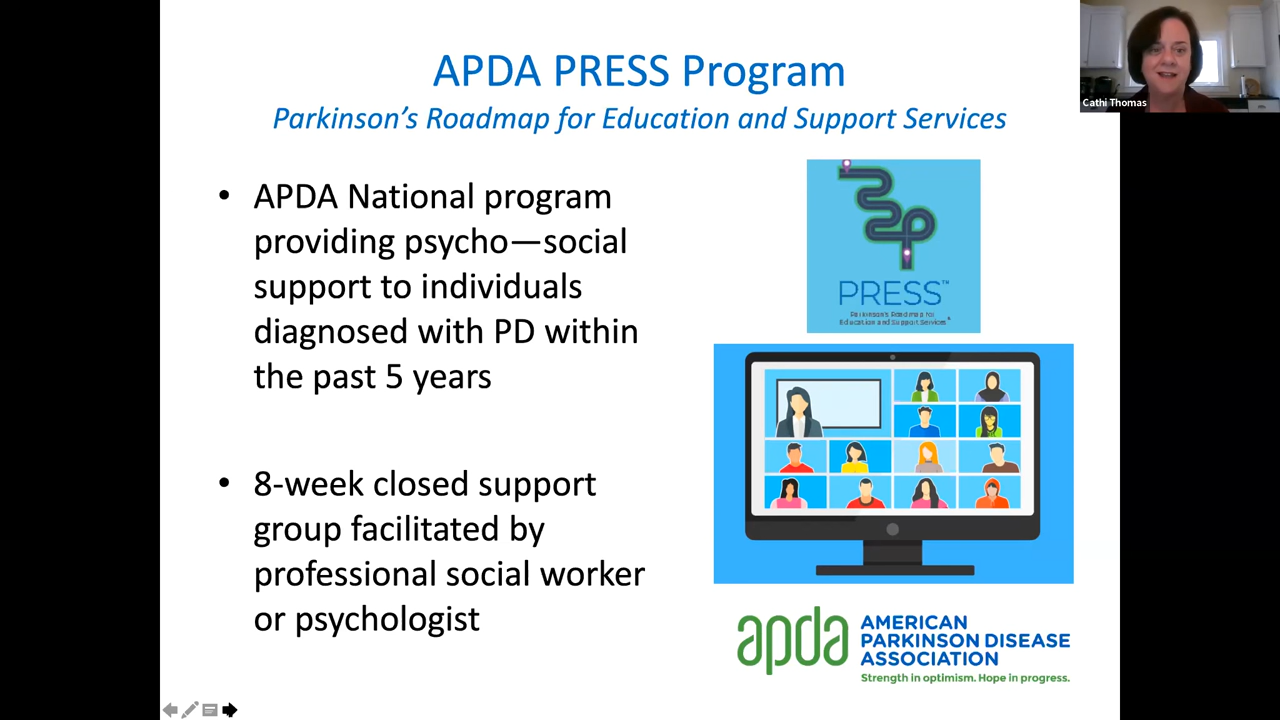 APDA PRESS Program
Parkinson's Roadmap for Education and Support Services
Cathi Thomas
• APDA National program
providing psycho—social
support to individuals
diagnosed with PD within
the past 5 years
• 8-week closed support
group facilitated by
professional social worker
or psychologist
PRESS™
Parkinson's Roadmap for
Education and Support Services®
apda
AMERICAN
PARKINSON DISEASE
ASSOCIATION
Strength in optimism. Hope in progress.